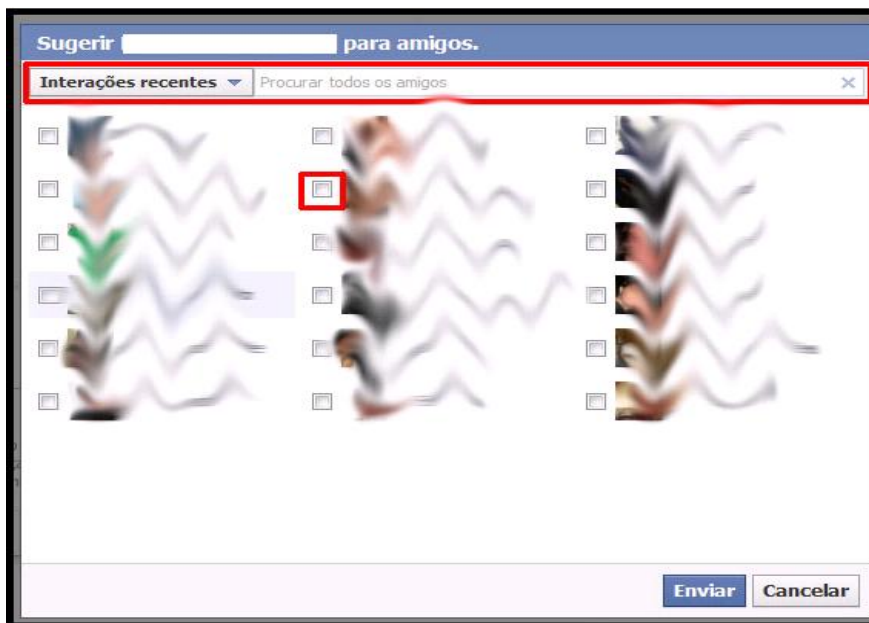 Sugerir para amigos.
Interações recentes Procurar todos os amigos
Enviar Cancelar